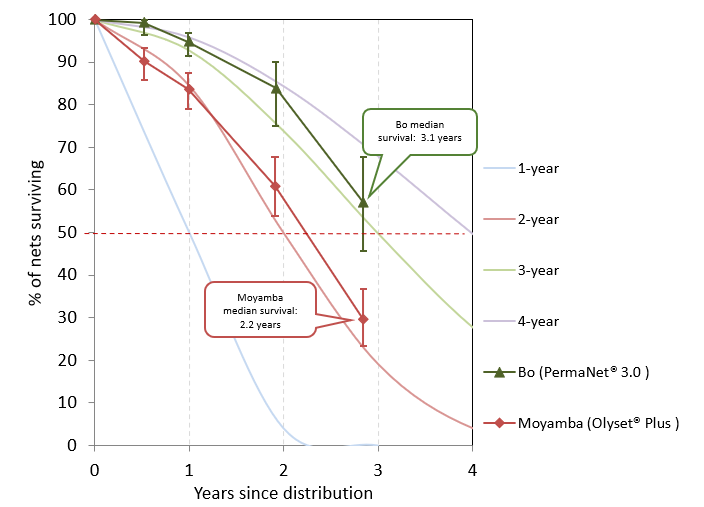 100
90
80
70
60
50
40
30
20
10
0
% of nets surviving
0
1
2
3
4
Years since distribution
Bo median
survival: 3.1 years
Moyamba
median survival:
2.2 years
1-year
2-year
3-year
4-year
Bo (PermaNet® 3.0 )
Moyamba (Olyset® Plus )